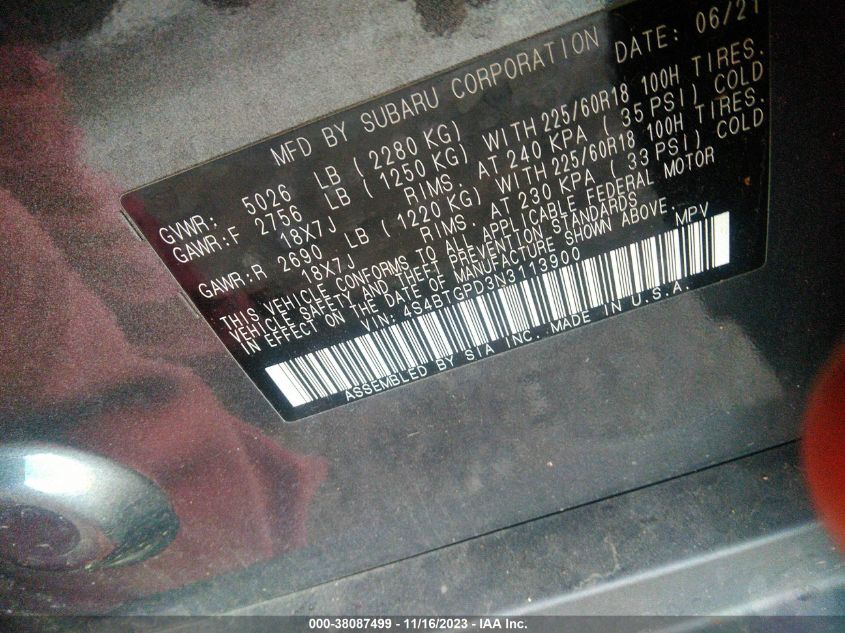 MFD BY SUBARU CORPORATION DATE: 06/21
GVWR: 5026 LB ( 2280 KG)
GAWR:F 2756 LB ( 1250 KG) WITH 225/60R18 100H TIRES.
18X7J RIMS. AT 240 KPA ( 35 PSI) COLD
GAWR:R 2690 LB ( 1220 KG) WITH 225/60R18 100H TIRES.
18X7J RIMS. AT 230 KPA ( 33 PSI) COLD
THIS VEHICLE CONFORMS TO ALL APPLICABLE FEDERAL MOTOR
VEHICLE SAFETY AND THEFT PREVENTION STANDARDS
IN EFFECT ON THE DATE OF MANUFACTURE SHOWN ABOVE.
VIN: 4S4BTGPD3N3113900 MPV
ASSEMBLED BY SIA INC. MADE IN U.S.A.
000-38087499 - 11/16/2023 - IAA Inc.